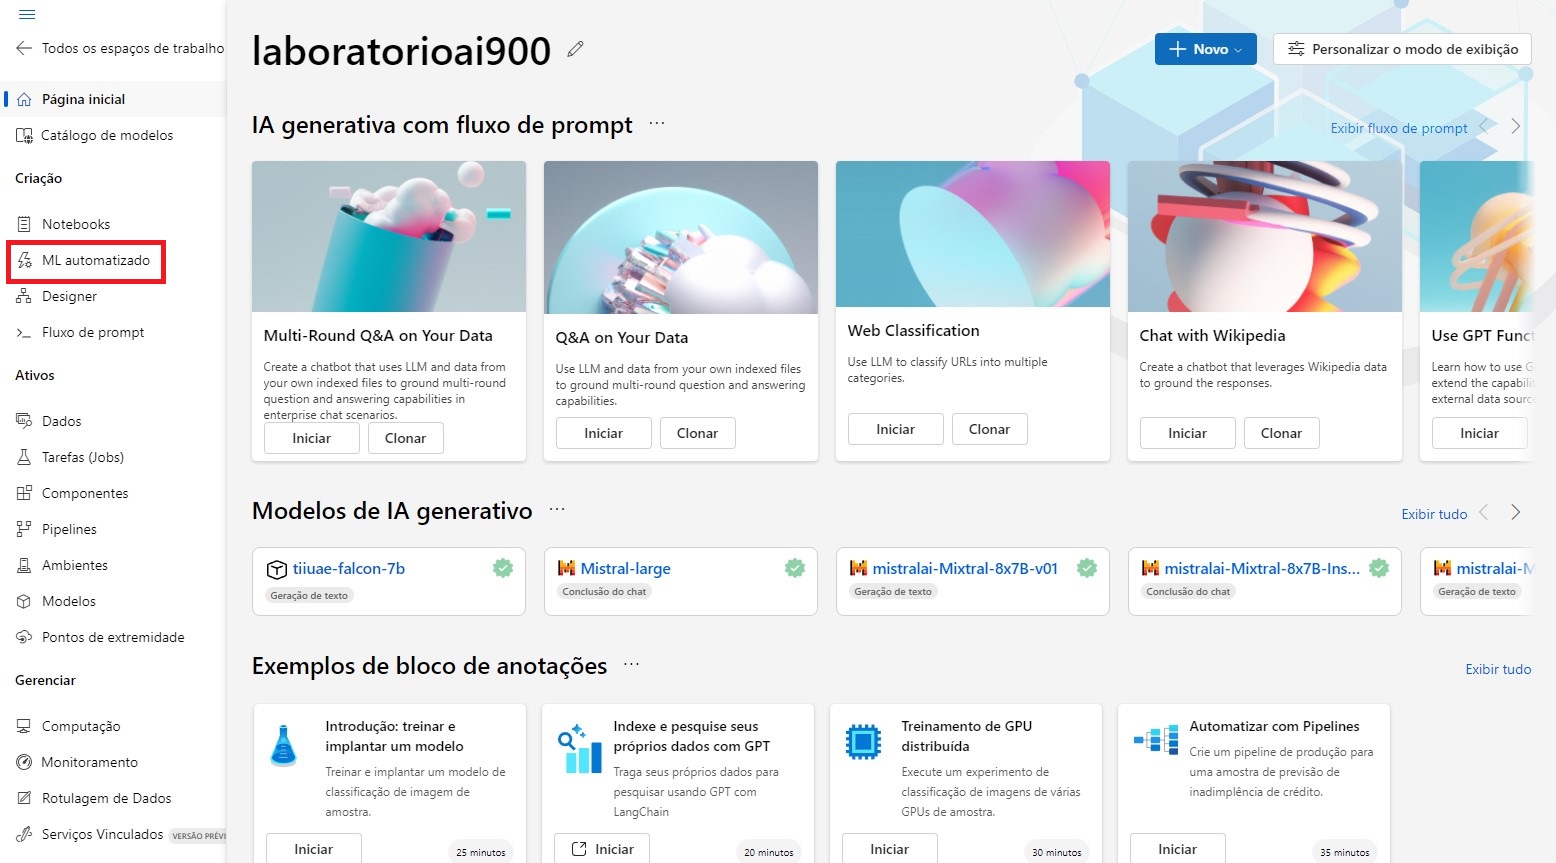 Todos os espaços de trabalho
Página inicial
Catálogo de modelos
Criação
Notebooks
ML automatizado
Designer
Fluxo de prompt
Ativos
Dados
Tarefas (Jobs)
Componentes
Pipelines
Ambientes
Modelos
Pontos de extremidade
Gerenciar
Computação
Monitoramento
Rotulagem de Dados
Serviços Vinculados VERSÃO PRÉVI
laboratorioai900
Novo
Personalizar o modo de exibição
IA generativa com fluxo de prompt ...
Exibir fluxo de prompt
Multi-Round Q&A on Your Data
Create a chatbot that uses LLM and data from
your own indexed files to ground multi-round
question and answering capabilities in
enterprise chat scenarios.
Iniciar
Clonar
Q&A on Your Data
Use LLM and data from your own indexed files
to ground multi-round question and answering
capabilities.
Iniciar
Clonar
Web Classification
Use LLM to classify URLs into multiple
categories.
Iniciar
Clonar
Chat with Wikipedia
Create a chatbot that leverages Wikipedia data
to ground the responses.
Iniciar
Clonar
Use GPT Funct
Learn how to use G
extend the capabili
external data sourc
Iniciar
Modelos de IA generativo ...
Exibir tudo
tiiuae-falcon-7b
Geração de texto
Mistral-large
Conclusão do chat
mistralai-Mixtral-8x7B-v01
Geração de texto
mistralai-Mixtral-8x7B-Ins...
Conclusão do chat
mistralai-M
Geração de texto
Exemplos de bloco de anotações ...
Exibir tudo
Introdução: treinar e
implantar um modelo
Treinar e implantar um modelo de
classificação de imagem de
amostra.
Iniciar
25 minutos
Indexe e pesquise seus
próprios dados com GPT
Traga seus próprios dados para
pesquisar usando GPT com
LangChain
Iniciar
20 minutos
Treinamento de GPU
distribuída
Execute um experimento de
classificação de imagens de várias
GPUs de amostra.
Iniciar
30 minutos
Automatizar com Pipelines
Crie um pipeline de produção para
uma amostra de previsão de
inadimplência de crédito.
Iniciar
35 minutos